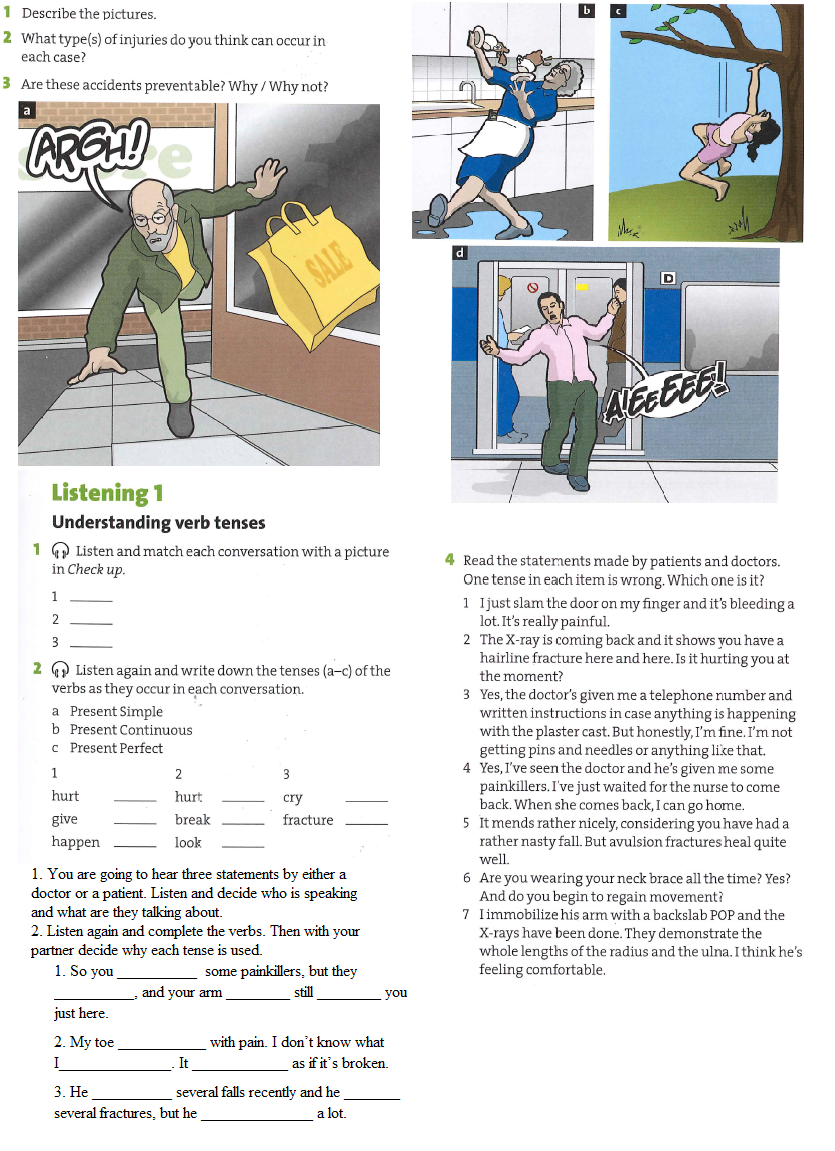 1 Describe the pictures.
2 What type(s) of injuries do you think can occur in
each case?
3 Are these accidents preventable? Why / Why not?
a
ARGH!
SALE
b
c
d
D
AIEeEEE!
Listening 1
Understanding verb tenses
1 Listen and match each conversation with a picture
in Check up.
1 ______
2 ______
3 ______
2 Listen again and write down the tenses (a–c) of the
verbs as they occur in each conversation.
a Present Simple
b Present Continuous
c Present Perfect
1 2 3
hurt ______ hurt ______ cry ______
give ______ break ______ fracture ______
happen ______ look ______
1. You are going to hear three statements by either a
doctor or a patient. Listen and decide who is speaking
and what are they talking about.
2. Listen again and complete the verbs. Then with your
partner decide why each tense is used.
1. So you ___________ some painkillers, but they
___________, and your arm _________ still _________ you
just here.
2. My toe ____________ with pain. I don't know what
I________________. It _____________ as if it's broken.
3. He ___________ several falls recently and he ________
several fractures, but he ________________ a lot.
4 Read the statements made by patients and doctors.
One tense in each item is wrong. Which one is it?
1 I just slam the door on my finger and it's bleeding a
lot. It's really painful.
2 The X-ray is coming back and it shows you have a
hairline fracture here and here. Is it hurting you at
the moment?
3 Yes, the doctor's given me a telephone number and
written instructions in case anything is happening
with the plaster cast. But honestly, I'm fine. I'm not
getting pins and needles or anything like that.
4 Yes, I've seen the doctor and he's given me some
painkillers. I've just waited for the nurse to come
back. When she comes back, I can go home.
5 It mends rather nicely, considering you have had a
rather nasty fall. But avulsion fractures heal quite
well.
6 Are you wearing your neck brace all the time? Yes?
And do you begin to regain movement?
7 I immobilize his arm with a backslab POP and the
X-rays have been done. They demonstrate the
whole lengths of the radius and the ulna. I think he's
feeling comfortable.